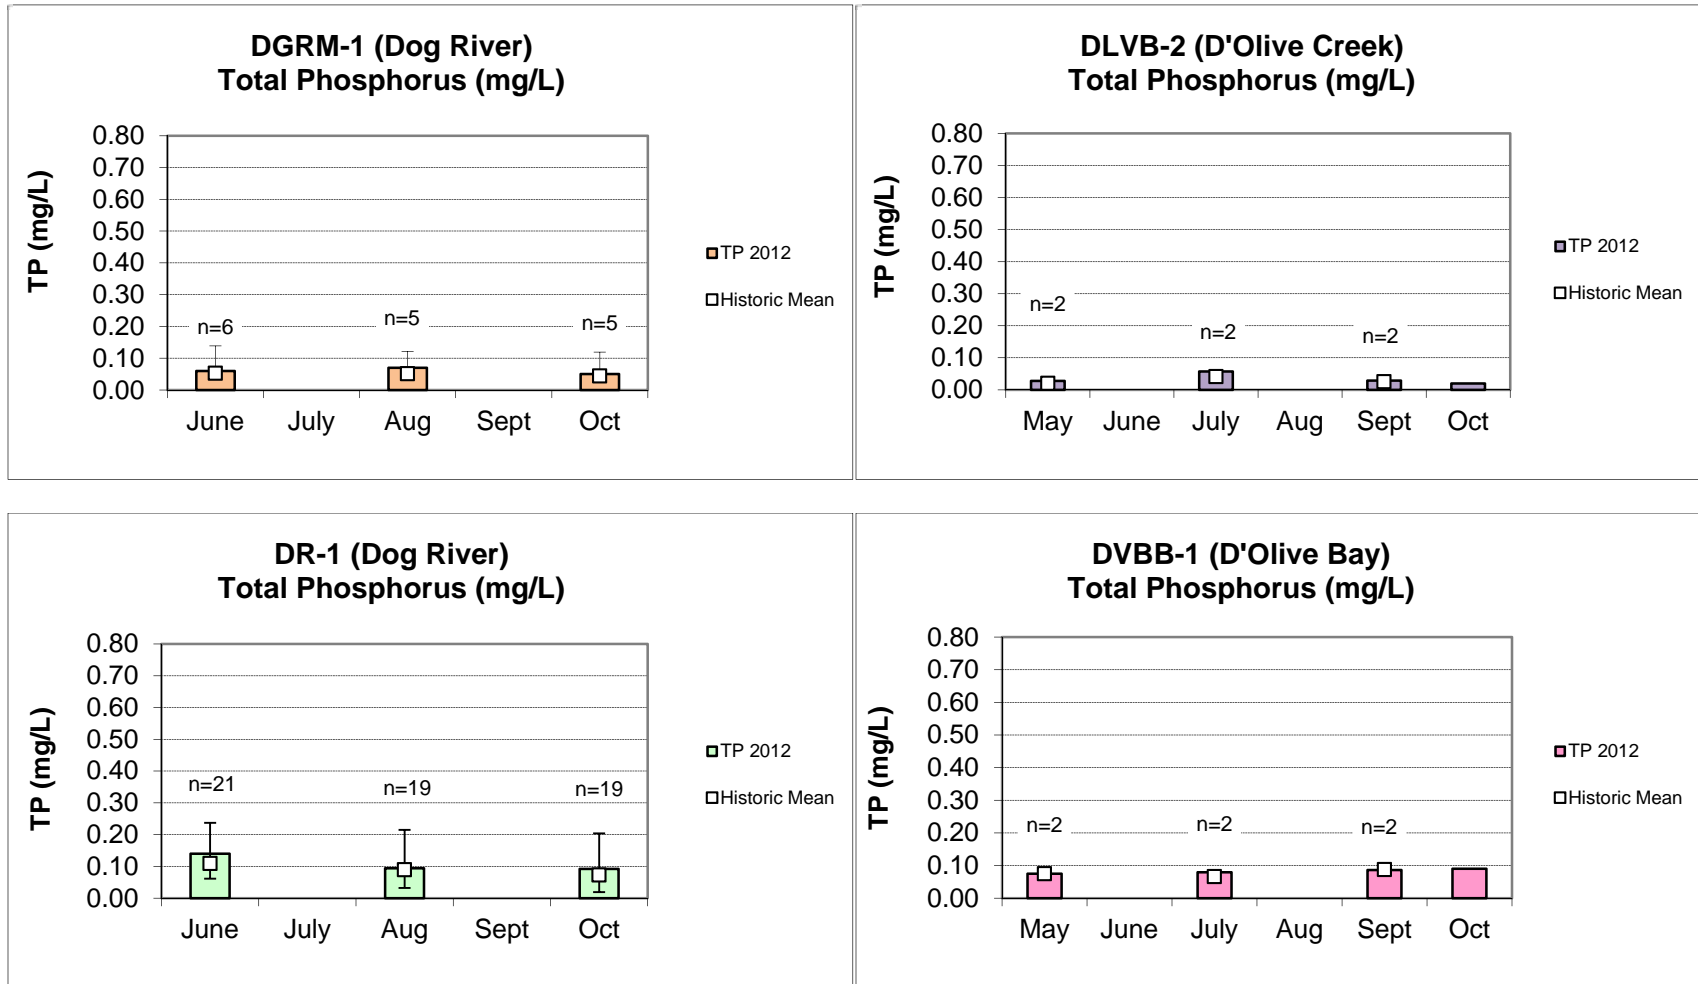 DGRM-1 (Dog River)
Total Phosphorus (mg/L)
0.80
0.70
0.60
0.50
0.40
0.30
0.20
0.10
0.00
TP (mg/L)
n=6
n=5
n=5
June July Aug Sept Oct
TP 2012
Historic Mean
DLVB-2 (D'Olive Creek)
Total Phosphorus (mg/L)
0.80
0.70
0.60
0.50
0.40
0.30
0.20
0.10
0.00
TP (mg/L)
n=2
n=2
n=2
May June July Aug Sept Oct
TP 2012
Historic Mean
DR-1 (Dog River)
Total Phosphorus (mg/L)
0.80
0.70
0.60
0.50
0.40
0.30
0.20
0.10
0.00
TP (mg/L)
n=21
n=19
n=19
June July Aug Sept Oct
TP 2012
Historic Mean
DVBB-1 (D'Olive Bay)
Total Phosphorus (mg/L)
0.80
0.70
0.60
0.50
0.40
0.30
0.20
0.10
0.00
TP (mg/L)
n=2
n=2
n=2
May June July Aug Sept Oct
TP 2012
Historic Mean